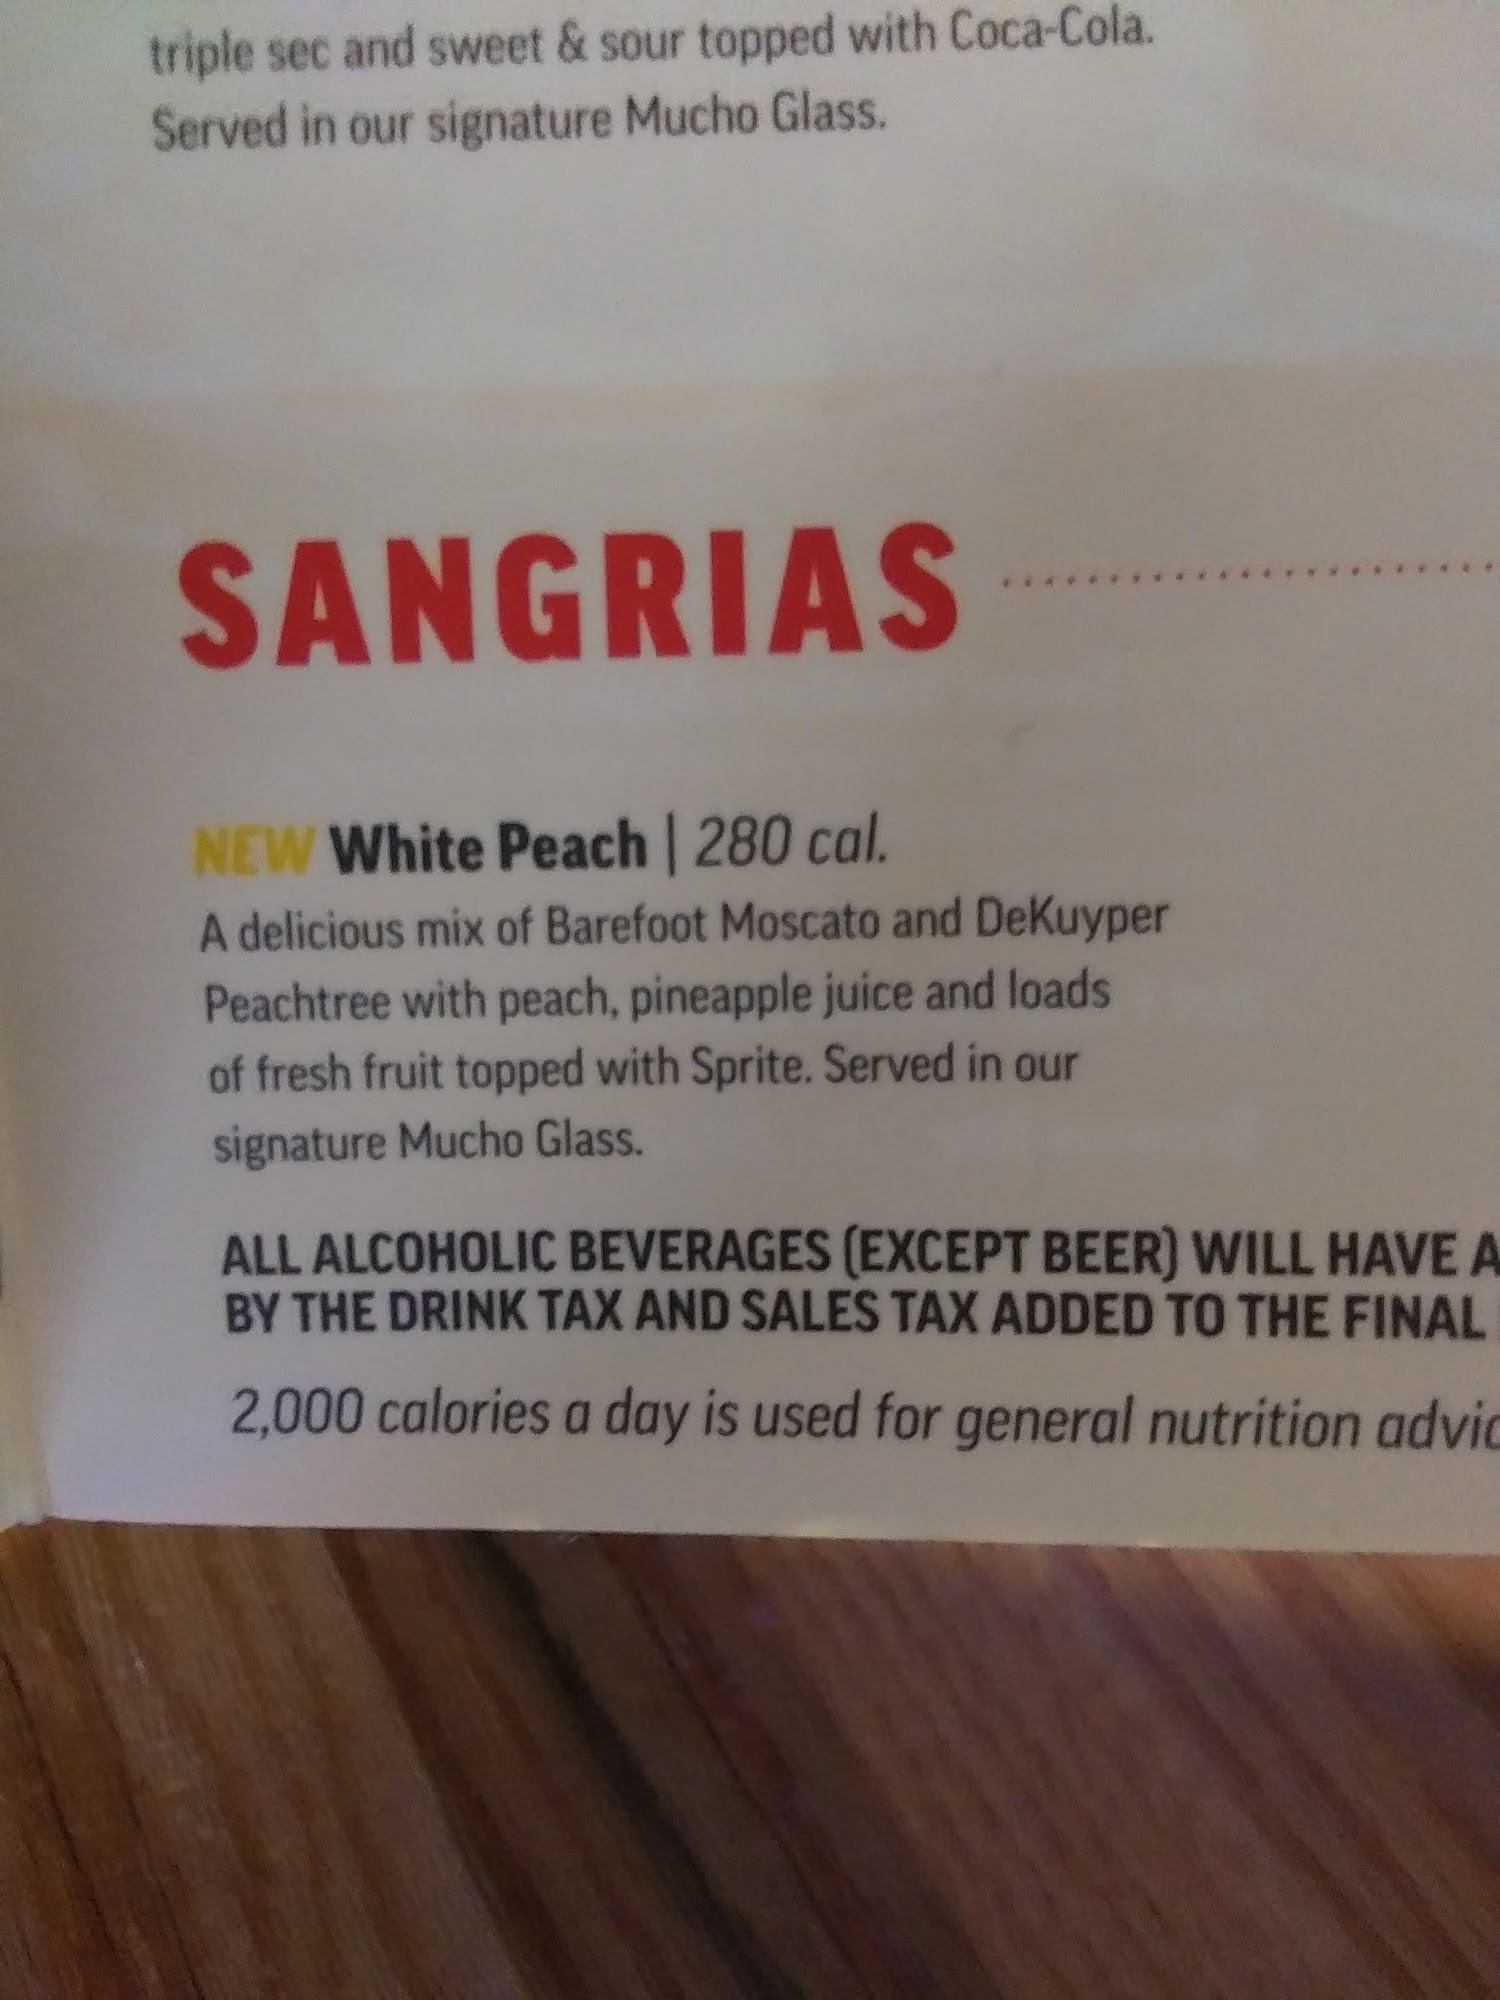 triple sec and sweet & sour topped with Coca-Cola.
Served in our signature Mucho Glass.
SANGRIAS
NEW White Peach | 280 cal.
A delicious mix of Barefoot Moscato and DeKuyper
Peachtree with peach, pineapple juice and loads
of fresh fruit topped with Sprite. Served in our
signature Mucho Glass.
ALL ALCOHOLIC BEVERAGES (EXCEPT BEER) WILL HAVE A
BY THE DRINK TAX AND SALES TAX ADDED TO THE FINAL
2,000 calories a day is used for general nutrition